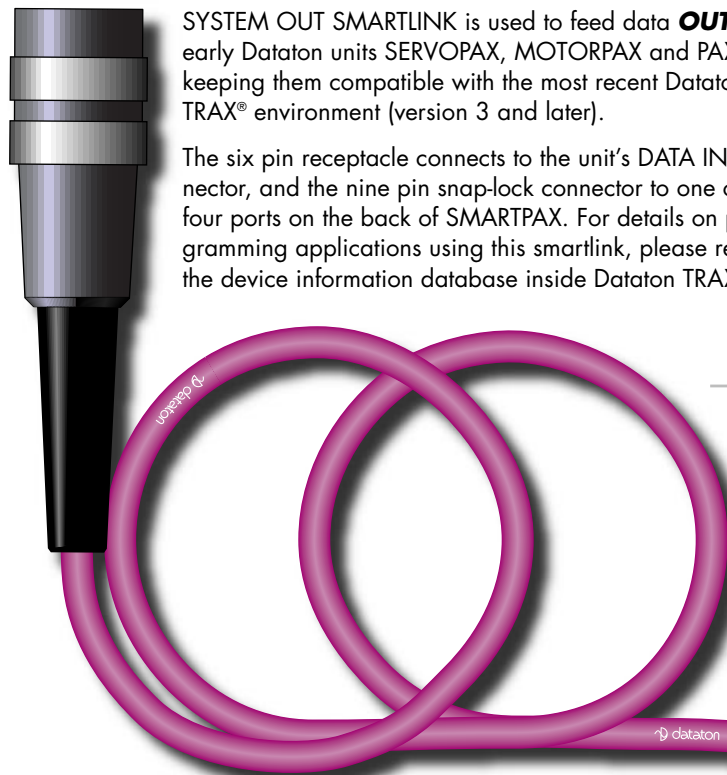 SYSTEM OUT SMARTLINK is used to feed data OUT
early Dataton units SERVOPAX, MOTORPAX and PAX
keeping them compatible with the most recent Datato
TRAX® environment (version 3 and later).
The six pin receptacle connects to the unit's DATA IN
nector, and the nine pin snap-lock connector to one o
four ports on the back of SMARTPAX. For details on p
gramming applications using this smartlink, please re
the device information database inside Dataton TRAX
dataton
dataton